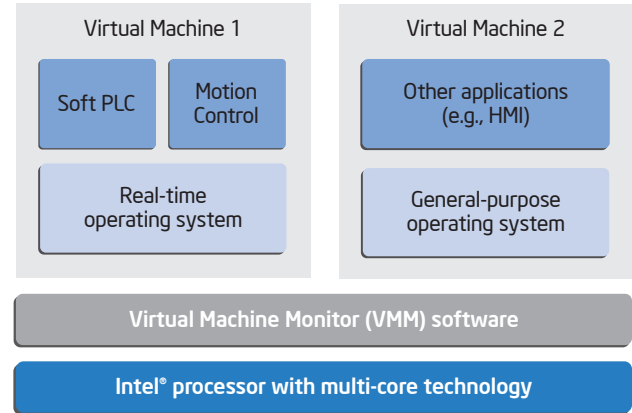 Virtual Machine 1
Soft PLC
Motion
Control
Real-time
operating system
Virtual Machine 2
Other applications
(e.g., HMI)
General-purpose
operating system
Virtual Machine Monitor (VMM) software
Intel® processor with multi-core technology